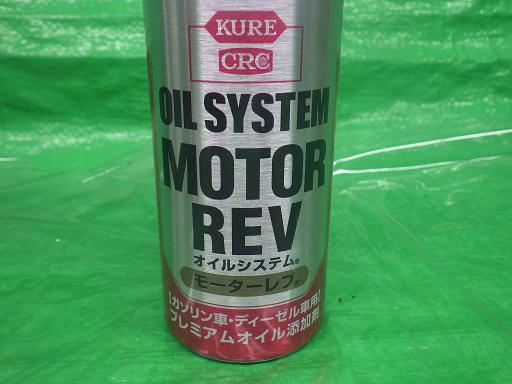 KURE
CRC
OIL SYSTEM
MOTOR
REV
オイルシステム®
モーターレブ®
[ガソリン車・ディーゼル車用]
プレミアムオイル添加剤